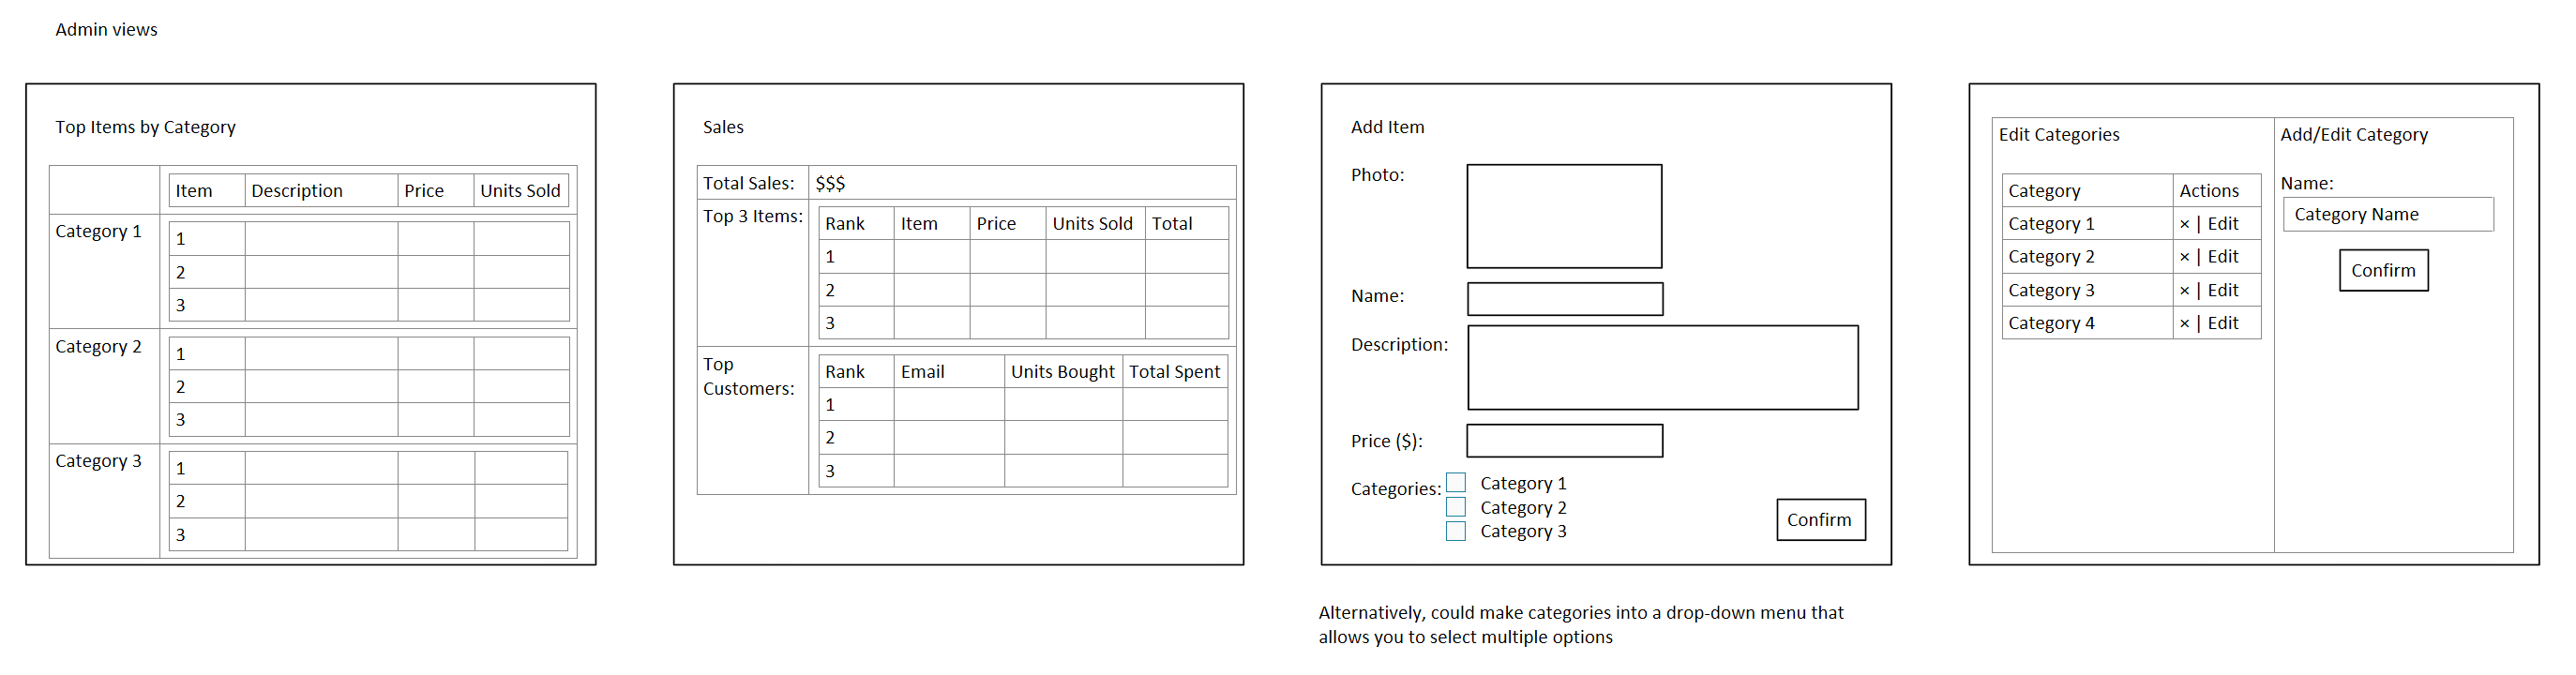 Admin views
Top Items by Category
Item Description Price Units Sold
Category 1
1
2
3
Category 2
1
2
3
Category 3
1
2
3
Sales
Total Sales: $$$
Top 3 Items:
Rank Item Price Units Sold Total
1
2
3
Top
Customers:
Rank Email Units Bought Total Spent
1
2
3
Add Item
Photo:
Name:
Description:
Price ($):
Categories:
Category 1
Category 2
Category 3
Confirm
Alternatively, could make categories into a drop-down menu that
allows you to select multiple options
Edit Categories
Category Actions
Category 1 × | Edit
Category 2 × | Edit
Category 3 × | Edit
Category 4 × | Edit
Add/Edit Category
Name:
Category Name
Confirm